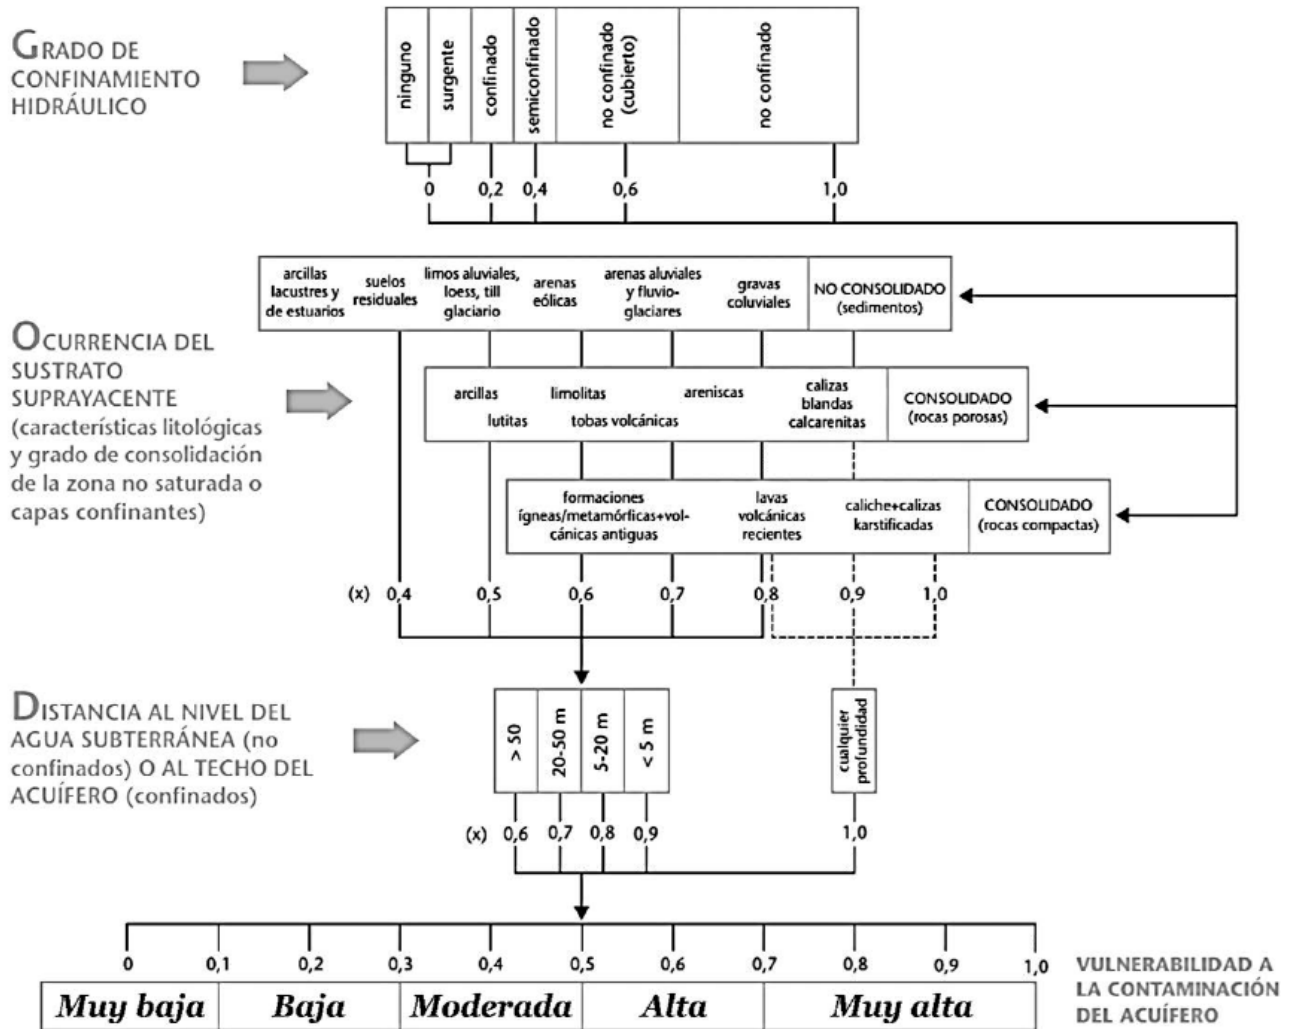 GRADO DE
CONFINAMIENTO
HIDRÁULICO
ninguno
surgente
confinado
semiconfinado
no confinado
(cubierto)
no confinado
0 0,2 0,4 0,6 1,0
arcillas
lacustres y
de estuarios
suelos
residuales
limos aluviales,
loess, till
glaciario
arenas
eólicas
arenas aluviales
y fluvio-
glaciares
gravas
coluviales
NO CONSOLIDADO
(sedimentos)
OCURRENCIA DEL
SUSTRATO
SUPRAYACENTE
(características litológicas
y grado de consolidación
de la zona no saturada o
capas confinantes)
arcillas
lutitas
limolitas
tobas volcánicas
areniscas
calizas
blandas
calcarenitas
CONSOLIDADO
(rocas porosas)
formaciones
ígneas/metamórficas+vol-
cánicas antiguas
lavas
volcánicas
recientes
caliche+calizas
karstificadas
CONSOLIDADO
(rocas compactas)
(x) 0,4 0,5 0,6 0,7 0,8 0,9 1,0
DISTANCIA AL NIVEL DEL
AGUA SUBTERRÁNEA (no
confinados) O AL TECHO DEL
ACUÍFERO (confinados)
> 50
20-50 m
5-20 m
< 5 m
cualquier
profundidad
(x) 0,6 0,7 0,8 0,9 1,0
0 0,1 0,2 0,3 0,4 0,5 0,6 0,7 0,8 0,9 1,0
Muy baja Baja Moderada Alta Muy alta
VULNERABILIDAD A
LA CONTAMINACIÓN
DEL ACUÍFERO